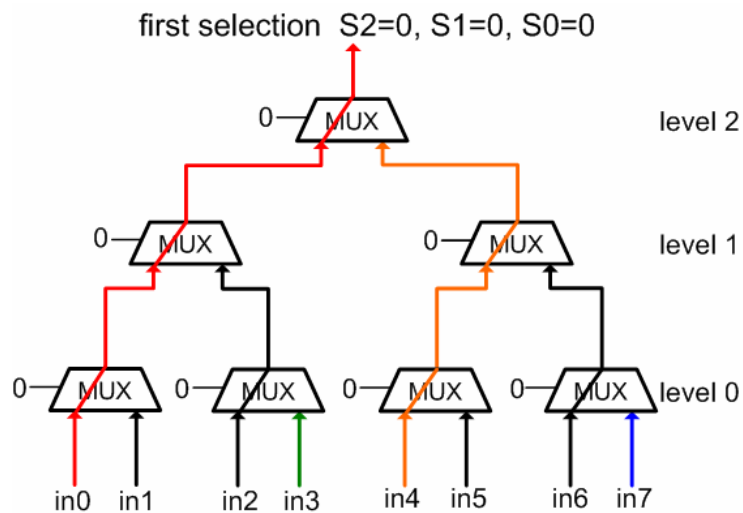 first selection S2=0, S1=0, S0=0
0 MUX level 2
0 MUX 0 MUX level 1
0 MUX 0 MUX 0 MUX 0 MUX level 0
in0 in1 in2 in3 in4 in5 in6 in7